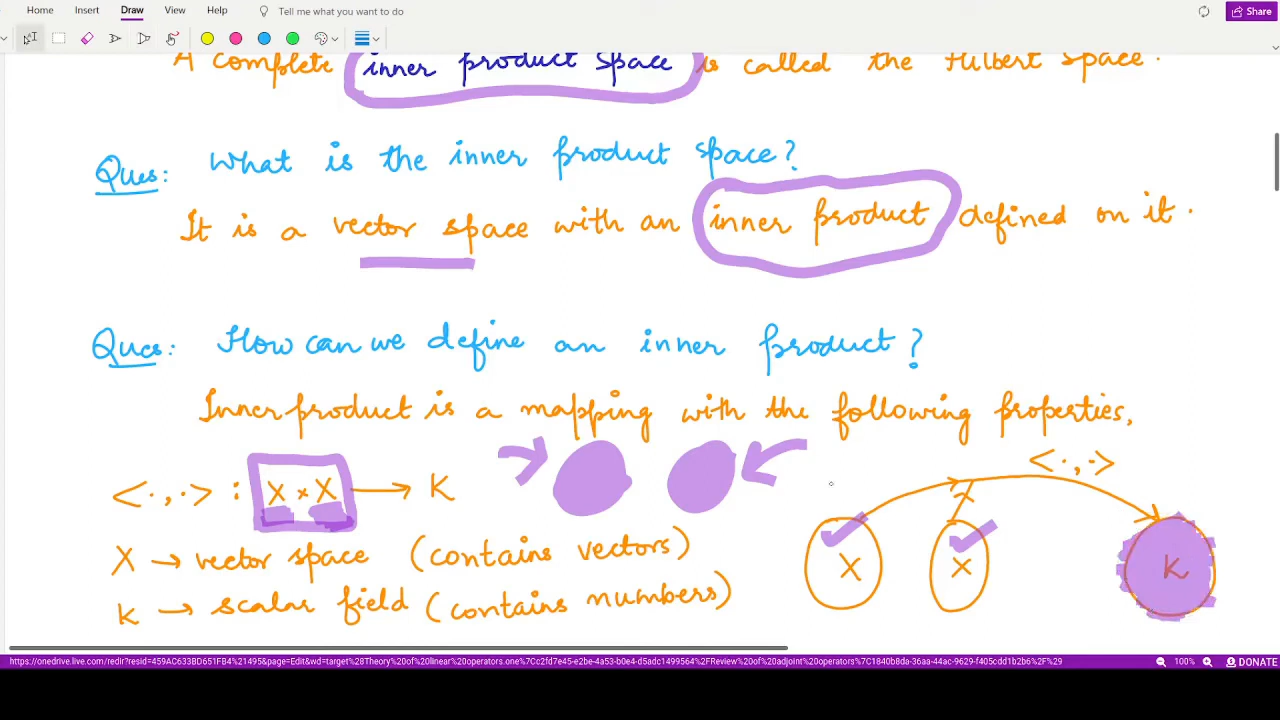 Home Insert Draw View Help Tell me what you want to do Share
A complete inner product space is called the Hilbert space.
Ques: What is the inner product space?
It is a vector space with an inner product defined on it.
Ques: How can we define an inner product?
Inner product is a mapping with the following properties,
<·,·> : X × X → K
<·,·>
X → vector space (contains vectors)
X X K
K → scalar field (contains numbers)
100% DONATE